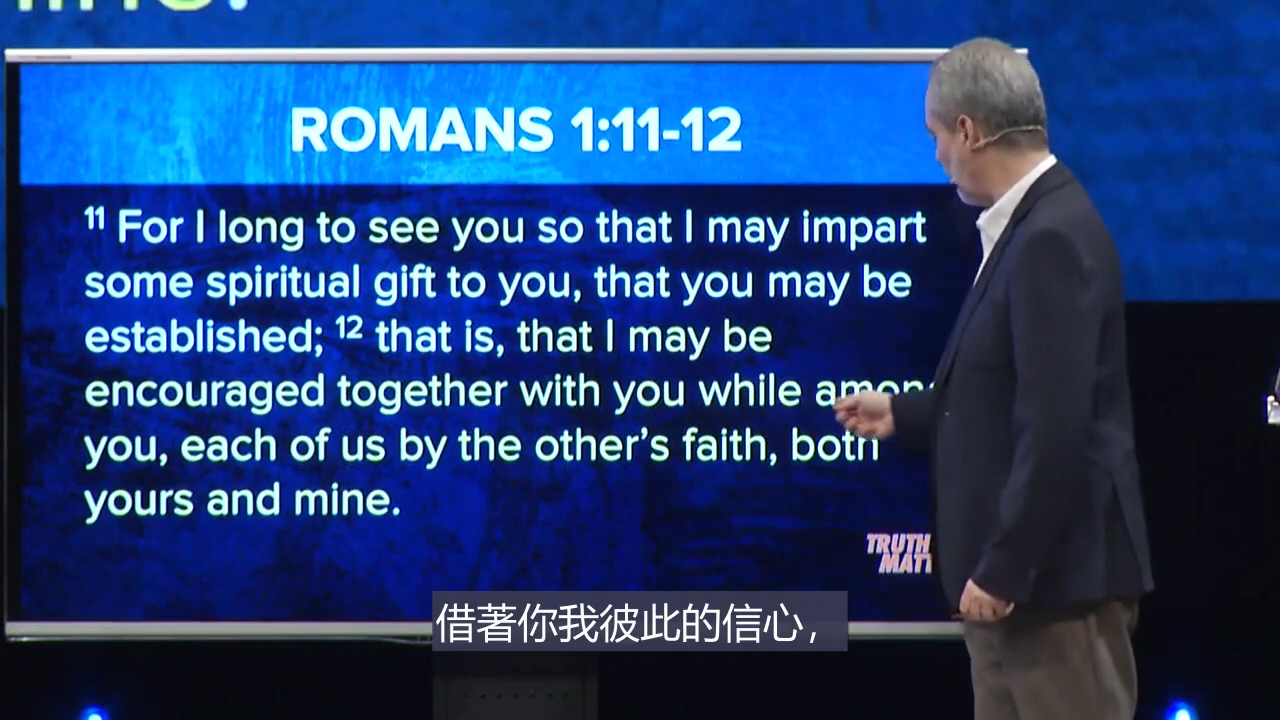 ROMANS 1:11-12
¹¹ For I long to see you so that I may impart
some spiritual gift to you, that you may be
established; ¹² that is, that I may be
encouraged together with you while among
you, each of us by the other's faith, both
yours and mine.
TRUTH
MATT
借著你我彼此的信心，